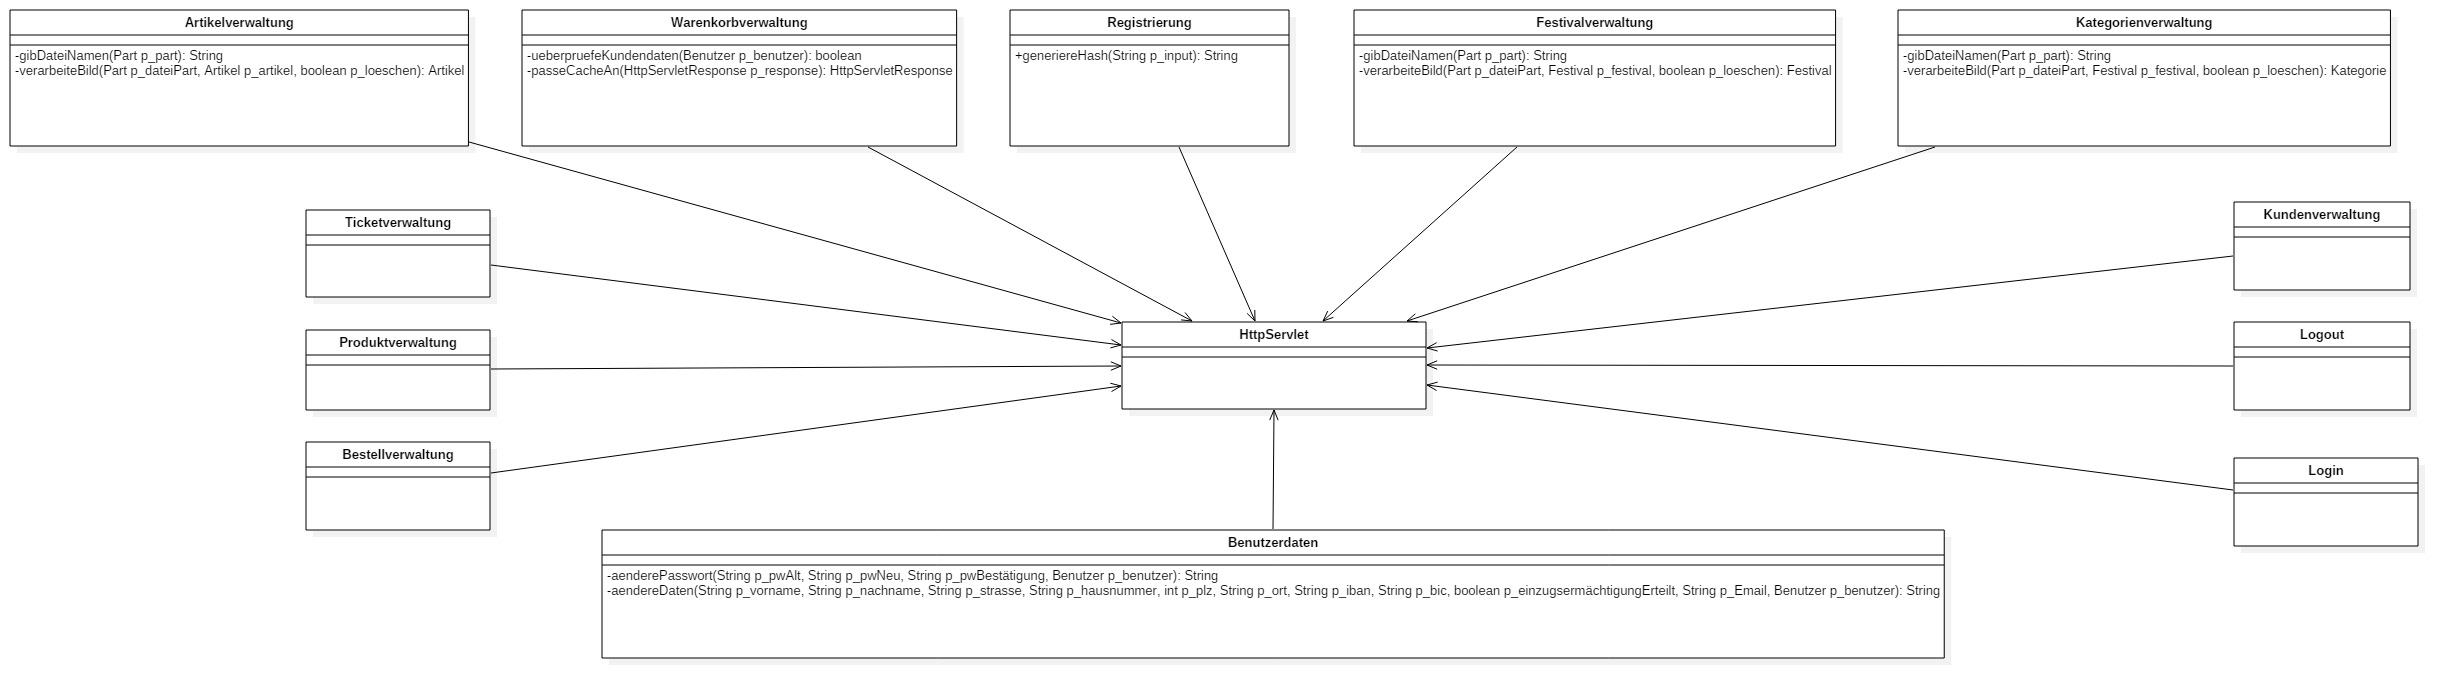 Artikelverwaltung
-gibDateiNamen(Part p_part): String
-verarbeiteBild(Part p_dateiPart, Artikel p_artikel, boolean p_loeschen): Artikel
Warenkorbverwaltung
-ueberpruefeKundendaten(Benutzer p_benutzer): boolean
-passeCacheAn(HttpServletResponse p_response): HttpServletResponse
Registrierung
+generiereHash(String p_input): String
Festivalverwaltung
-gibDateiNamen(Part p_part): String
-verarbeiteBild(Part p_dateiPart, Festival p_festival, boolean p_loeschen): Festival
Kategorienverwaltung
-gibDateiNamen(Part p_part): String
-verarbeiteBild(Part p_dateiPart, Festival p_festival, boolean p_loeschen): Kategorie
Ticketverwaltung
Kundenverwaltung
Produktverwaltung
HttpServlet
Logout
Bestellverwaltung
Login
Benutzerdaten
-aenderePasswort(String p_pwAlt, String p_pwNeu, String p_pwBestätigung, Benutzer p_benutzer): String
-aendereDaten(String p_vorname, String p_nachname, String p_strasse, String p_hausnummer, int p_plz, String p_ort, String p_iban, String p_bic, boolean p_einzugsermächtigungErteilt, String p_Email, Benutzer p_benutzer): String